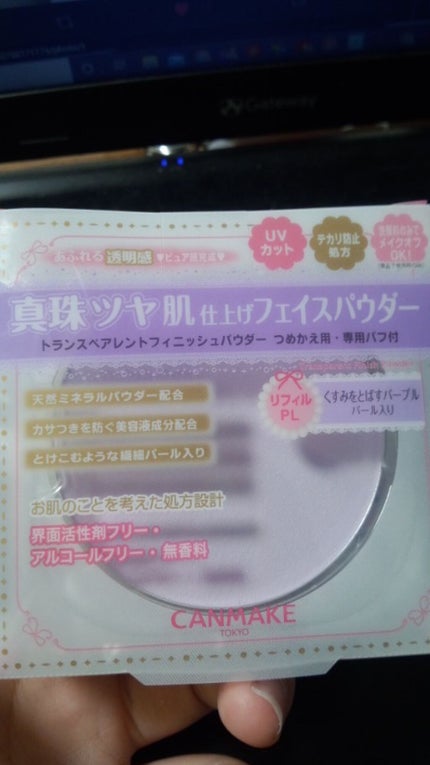 Gateway
UV
カット
テカリ防止
処方
洗顔料のみで
メイクオフ
OK!
あふれる透明感 ♥ピュア肌完成♥
真珠ツヤ肌 仕上げフェイスパウダー
トランスペアレントフィニッシュパウダー つめかえ用・専用パフ付
リフィル
PL
くすみをとばすパープル
パール入り
天然ミネラルパウダー配合
カサつきを防ぐ美容液成分配合
とけこむような繊細パール入り
お肌のことを考えた処方設計
界面活性剤フリー・
アルコールフリー・ 無香料
CANMAKE
TOKYO